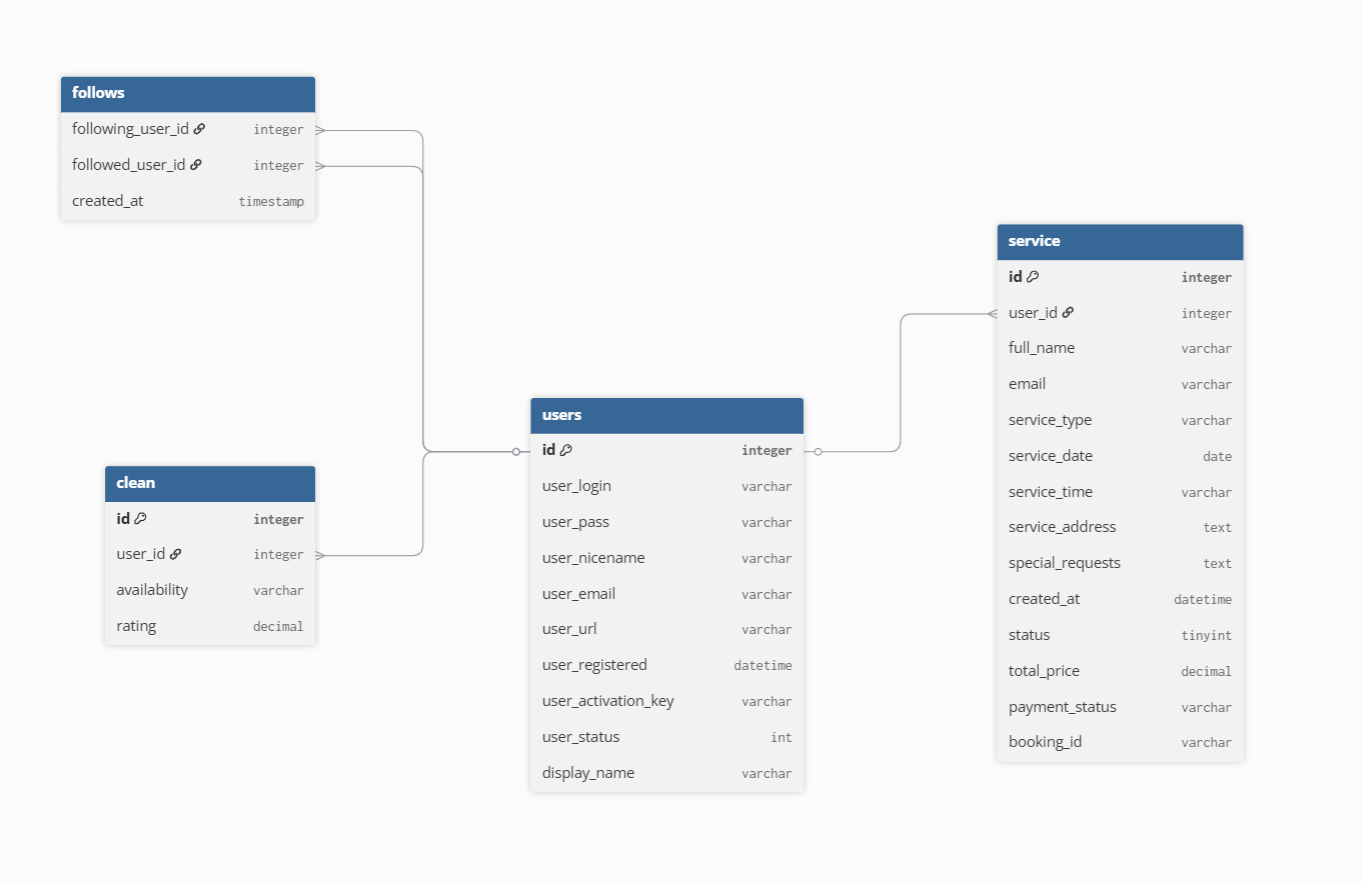 follows
following_user_id integer
followed_user_id integer
created_at timestamp
service
id integer
user_id integer
full_name varchar
email varchar
service_type varchar
service_date date
service_time varchar
service_address text
special_requests text
created_at datetime
status tinyint
total_price decimal
payment_status varchar
booking_id varchar
users
id integer
user_login varchar
user_pass varchar
user_nicename varchar
user_email varchar
user_url varchar
user_registered datetime
user_activation_key varchar
user_status int
display_name varchar
clean
id integer
user_id integer
availability varchar
rating decimal